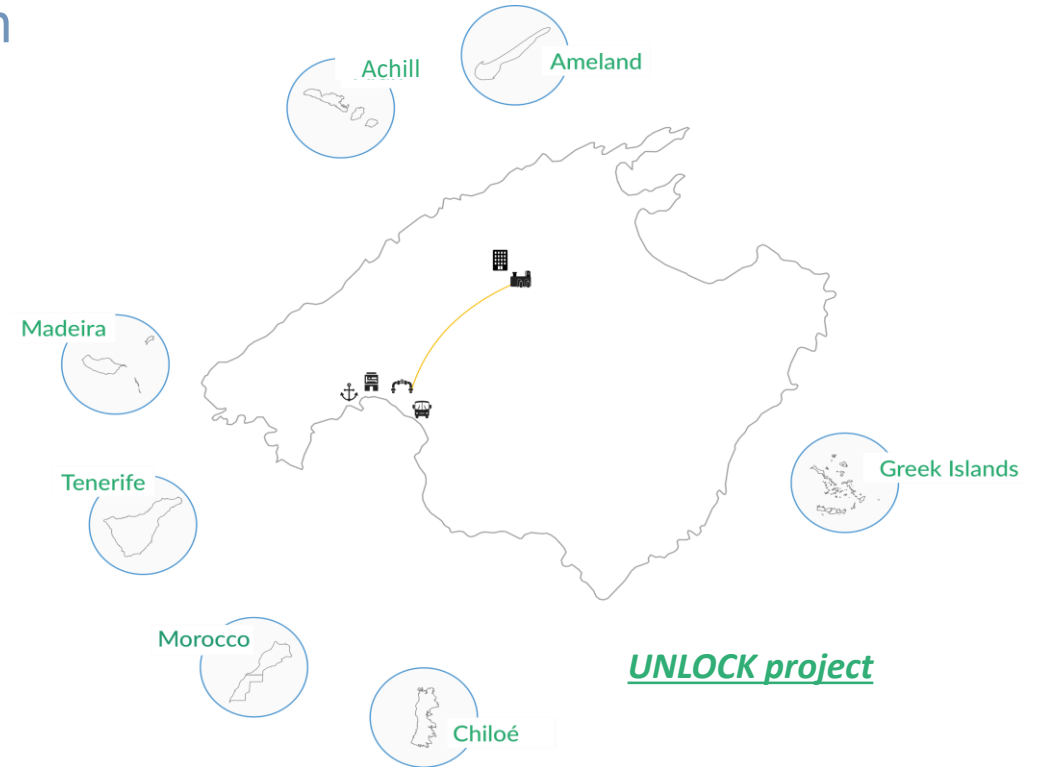 Ameland
Achill
Madeira
Greek Islands
Tenerife
Morocco
UNLOCK project
Chiloé